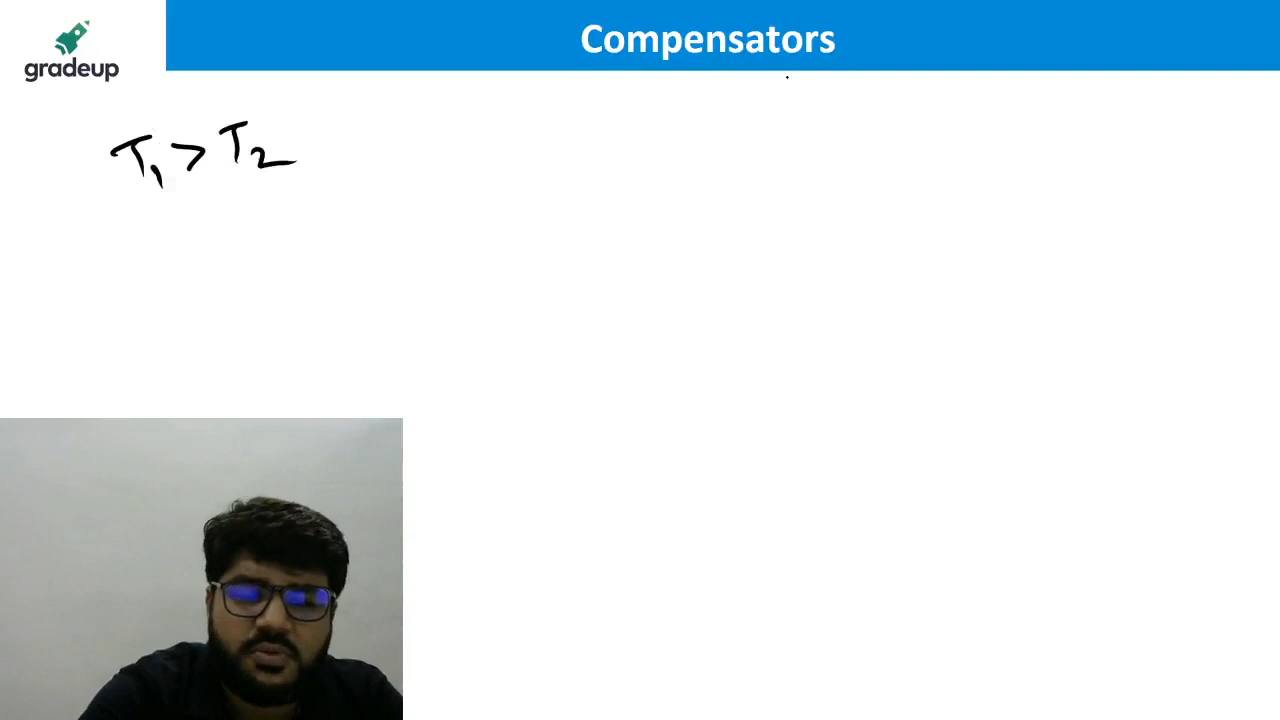 Compensators
gradeup
T₁ > T₂